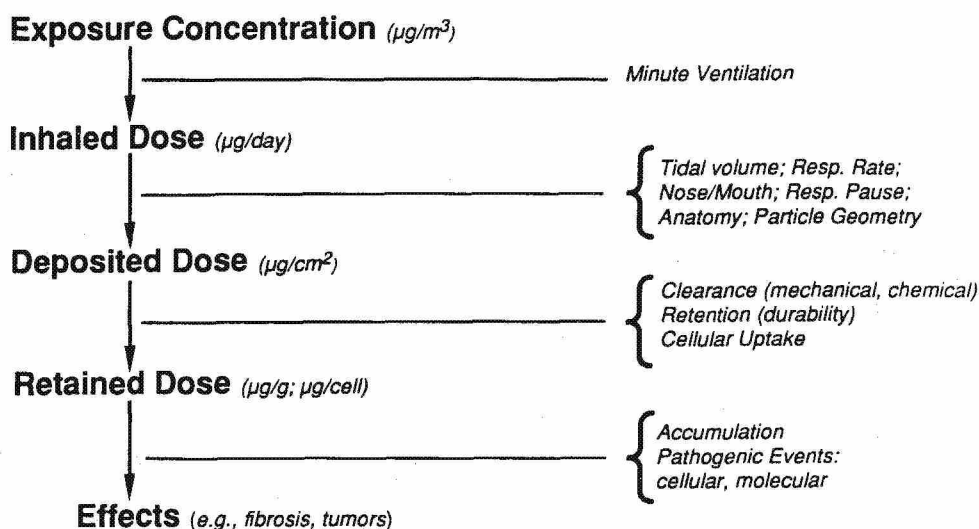 Exposure Concentration (µg/m³)
Minute Ventilation
Inhaled Dose (µg/day)
Tidal volume; Resp. Rate;
Nose/Mouth; Resp. Pause;
Anatomy; Particle Geometry
Deposited Dose (µg/cm²)
Clearance (mechanical, chemical)
Retention (durability)
Cellular Uptake
Retained Dose (µg/g; µg/cell)
Accumulation
Pathogenic Events:
cellular, molecular
Effects (e.g., fibrosis, tumors)